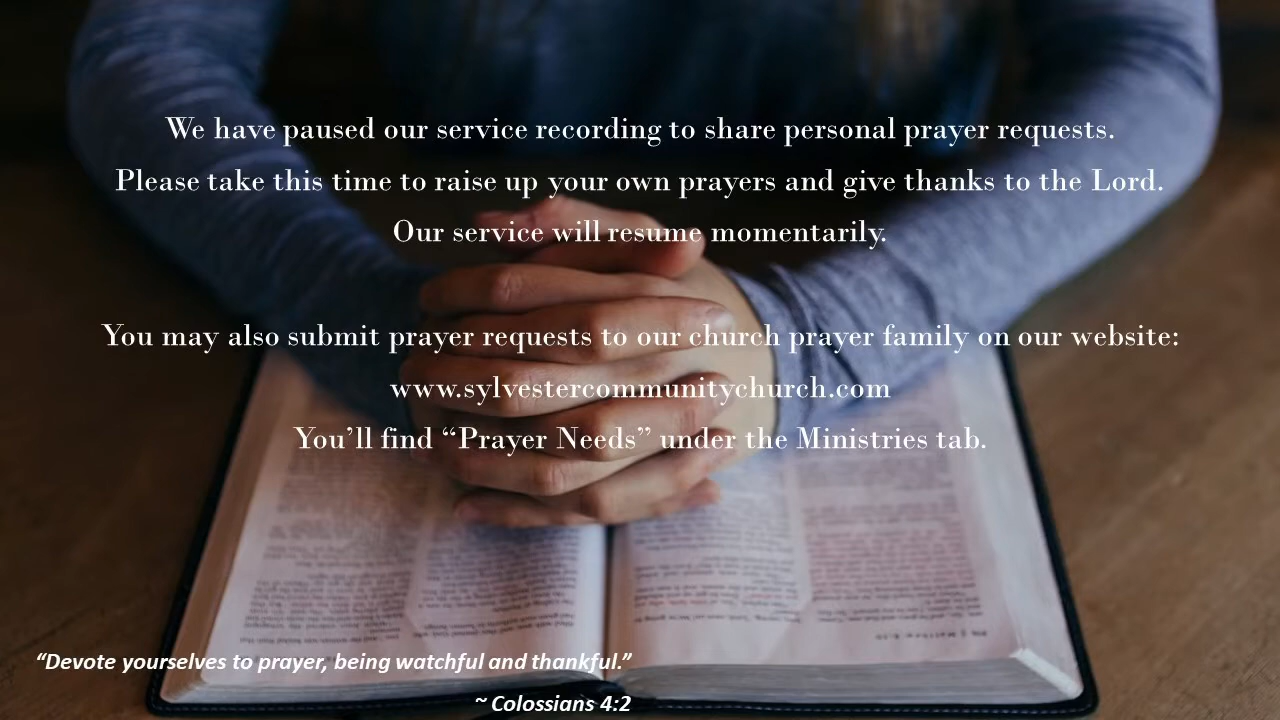 We have paused our service recording to share personal prayer requests.
Please take this time to raise up your own prayers and give thanks to the Lord.
Our service will resume momentarily.
You may also submit prayer requests to our church prayer family on our website:
www.sylvestercommunitychurch.com
You’ll find “Prayer Needs” under the Ministries tab.
“Devote yourselves to prayer, being watchful and thankful.”
~ Colossians 4:2